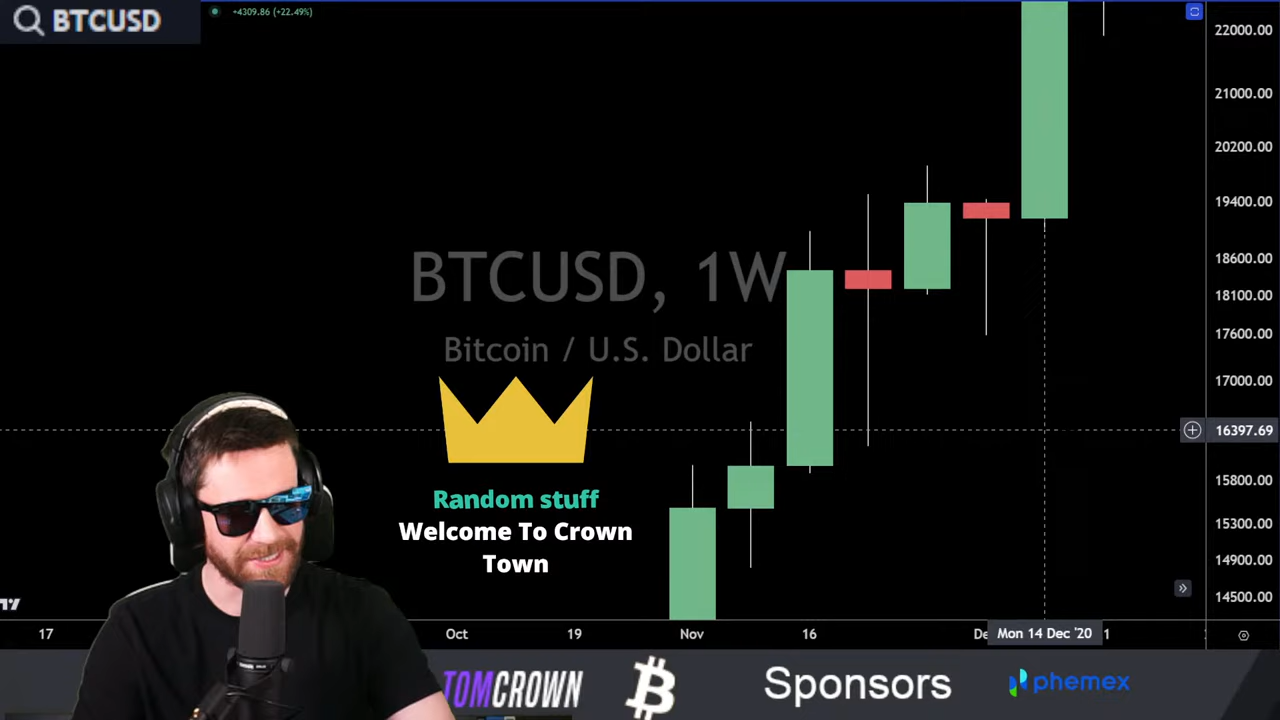 BTCUSD
+4309.86 (+22.49%)
22000.00
21000.00
20200.00
19400.00
BTCUSD, 1W
18600.00
18100.00
Bitcoin / U.S. Dollar
17600.00
17000.00
16397.69
Random stuff
15800.00
Welcome To Crown
15300.00
Town
14900.00
14500.00
17
Oct
19
Nov
16
De
Mon 14 Dec '20
1
TOMCROWN
Sponsors
phemex